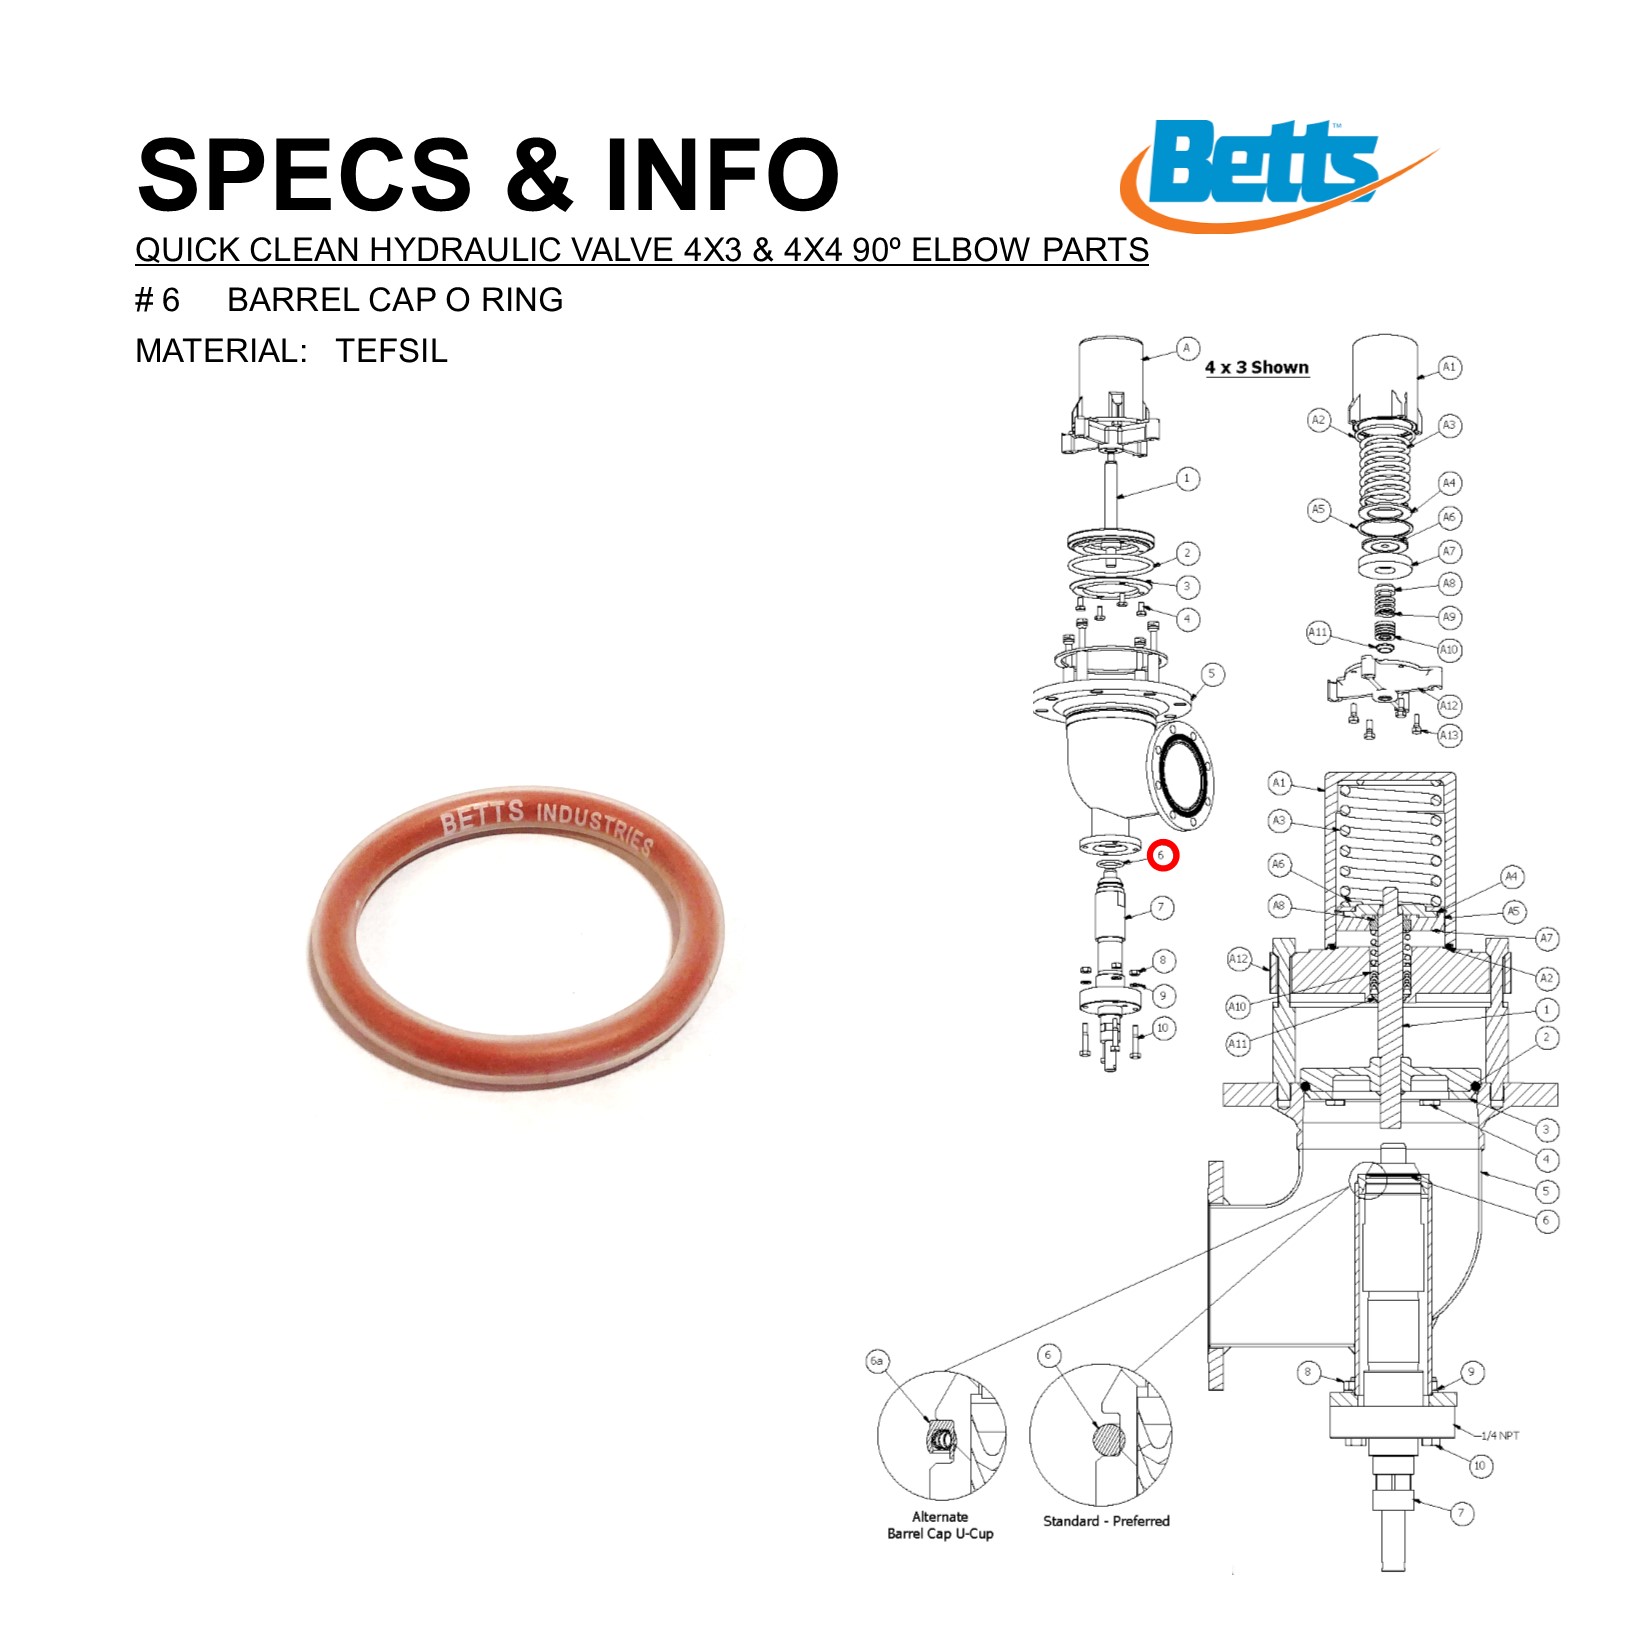 SPECS & INFO
Betts™
QUICK CLEAN HYDRAULIC VALVE 4X3 & 4X4 90º ELBOW PARTS
# 6 BARREL CAP O RING
MATERIAL: TEFSIL
A
4 x 3 Shown
A1
A2
A3
1
A4
A5
A6
2
A7
3
A8
4
A9
A11
A10
5
A12
A13
A1
A3
6
A6
A4
A8
A5
7
A7
8
A12
A2
9
A10
1
10
A11
2
3
4
5
6
BETTS INDUSTRIES
6a
6
8
9
1/4 NPT
10
7
Alternate
Barrel Cap U-Cup
Standard - Preferred